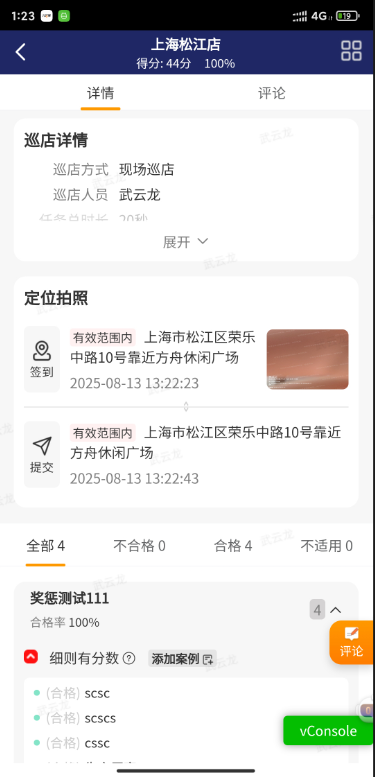 1:23 4G 19
上海松江店
得分: 44分 100%
详情 评论
巡店详情
巡店方式 现场巡店
巡店人员 武云龙
任务总时长 20秒
展开
定位拍照
签到
有效范围内 上海市松江区荣乐
中路10号靠近方舟休闲广场
2025-08-13 13:22:23
提交
有效范围内 上海市松江区荣乐中路10号靠近
方舟休闲广场
2025-08-13 13:22:43
全部 4 不合格 0 合格 4 不适用 0
奖惩测试111
4
合格率 100%
评论
细则有分数 添加案例
(合格) scsc
(合格) scscs
(合格) cssc
vConsole
武云龙